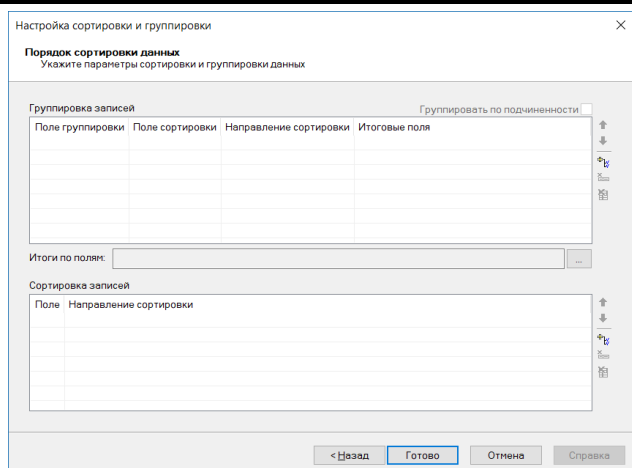 Настройка сортировки и группировки
Порядок сортировки данных
Укажите параметры сортировки и группировки данных
Группировка записей
Группировать по подчиненности
Поле группировки Поле сортировки Направление сортировки Итоговые поля
Итоги по полям:
...
Сортировка записей
Поле Направление сортировки
< Назад Готово Отмена Справка